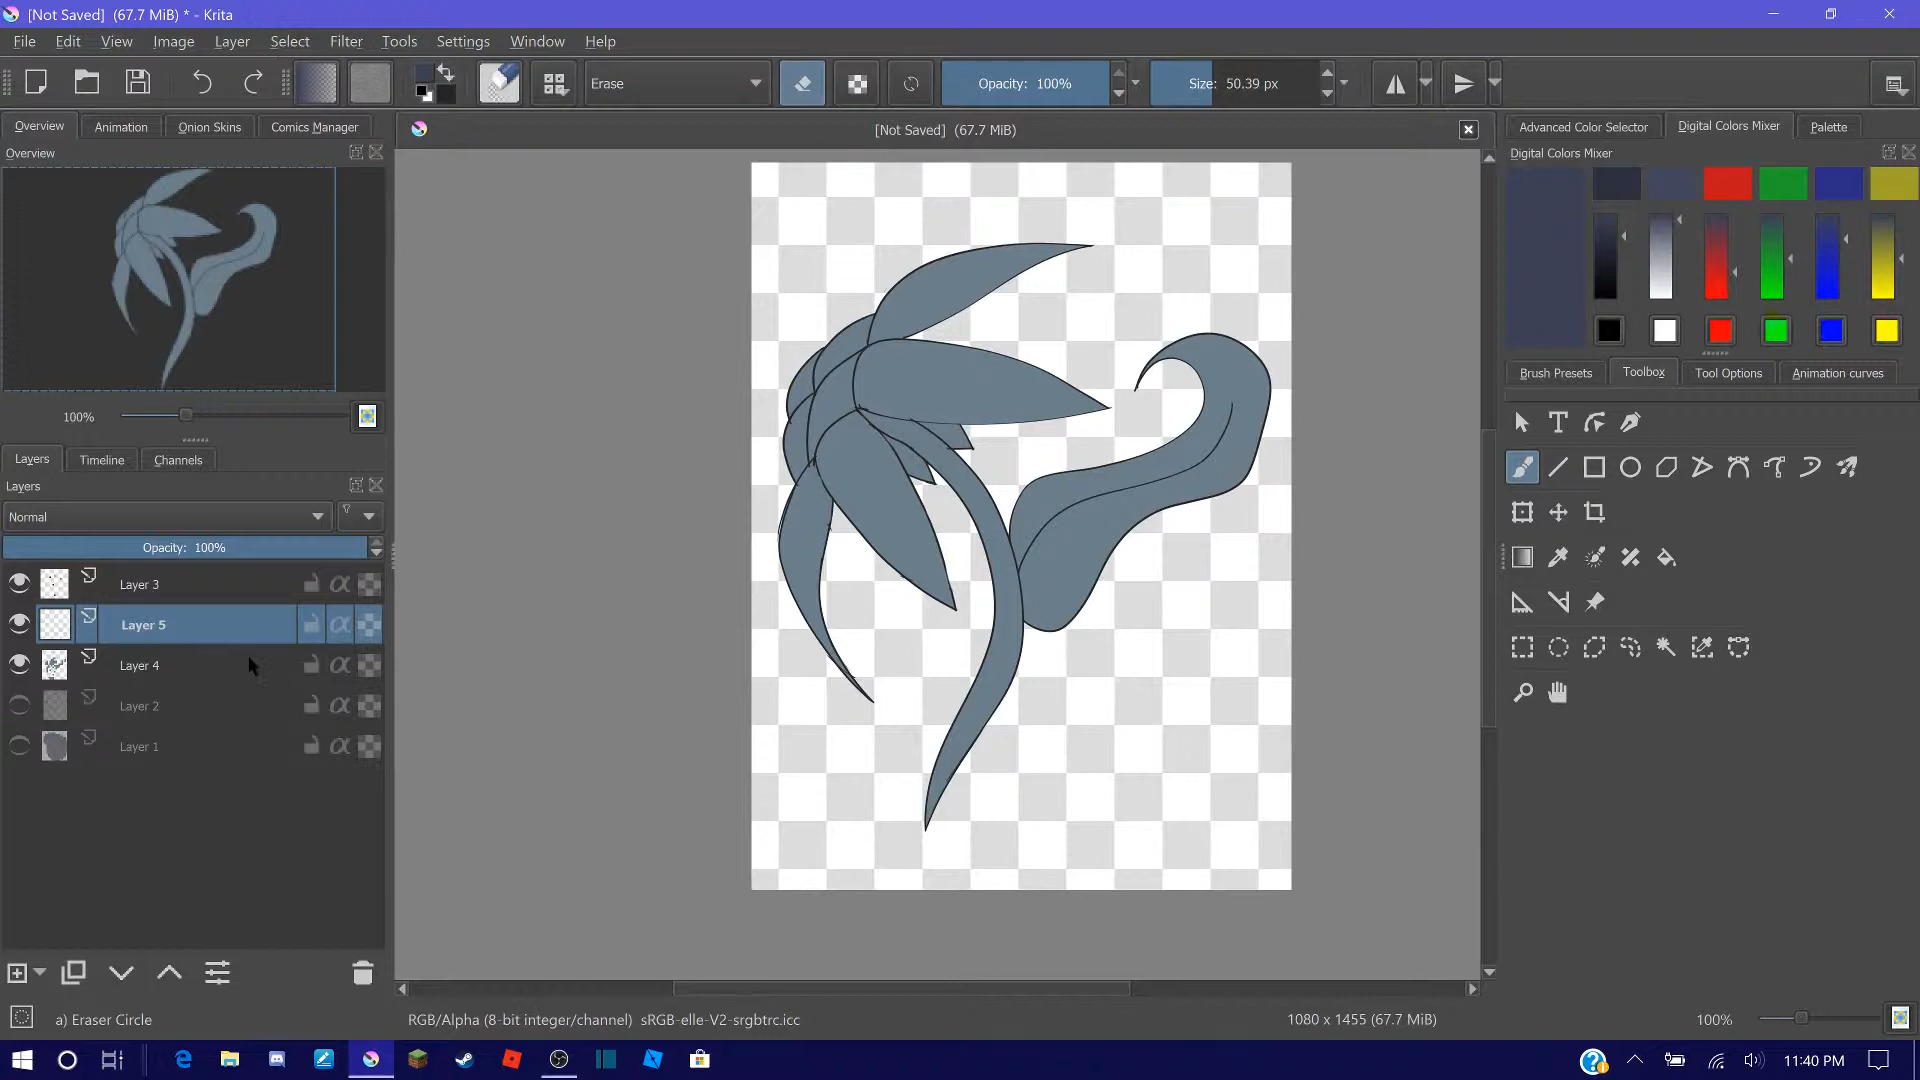 [Not Saved]  (67.7 MiB) * - Krita
File Edit View Image Layer Select Filter Tools Settings Window Help
Erase Opacity: 100% Size: 50.39 px
Overview Animation Onion Skins Comics Manager
[Not Saved]  (67.7 MiB)
Advanced Color Selector Digital Colors Mixer Palette
Overview
Digital Colors Mixer
Brush Presets Toolbox Tool Options Animation curves
100%
Layers Timeline Channels
Layers
Normal
Opacity: 100%
Layer 3
Layer 5
Layer 4
Layer 2
Layer 1
a) Eraser Circle
RGB/Alpha (8-bit integer/channel)  sRGB-elle-V2-srgbtrc.icc
1080 x 1455 (67.7 MiB)
100%
11:40 PM